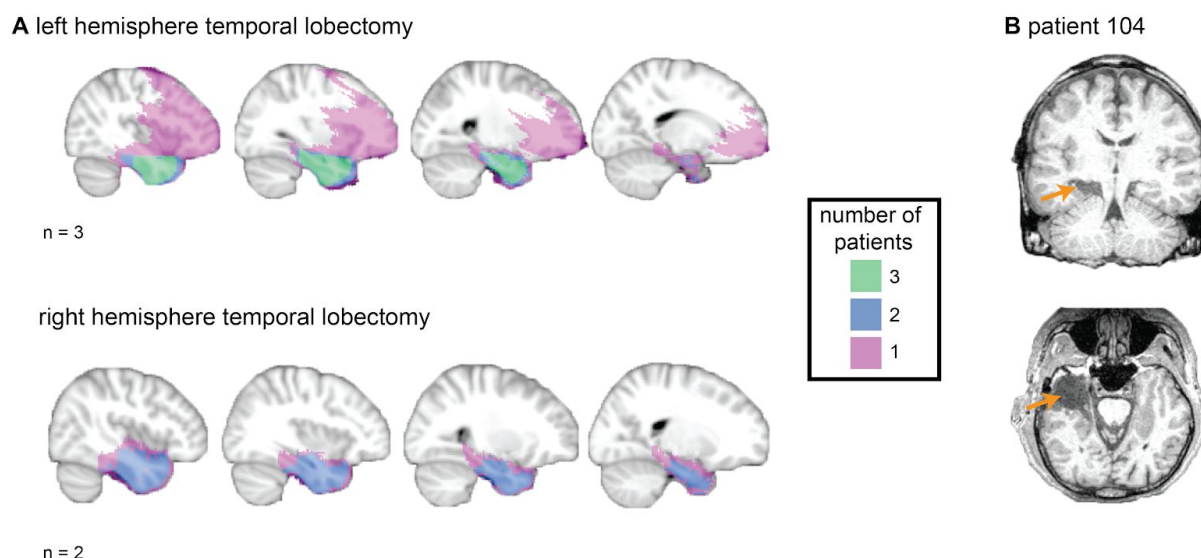 A left hemisphere temporal lobectomy
n = 3
right hemisphere temporal lobectomy
n = 2
number of
patients
3
2
1
B patient 104